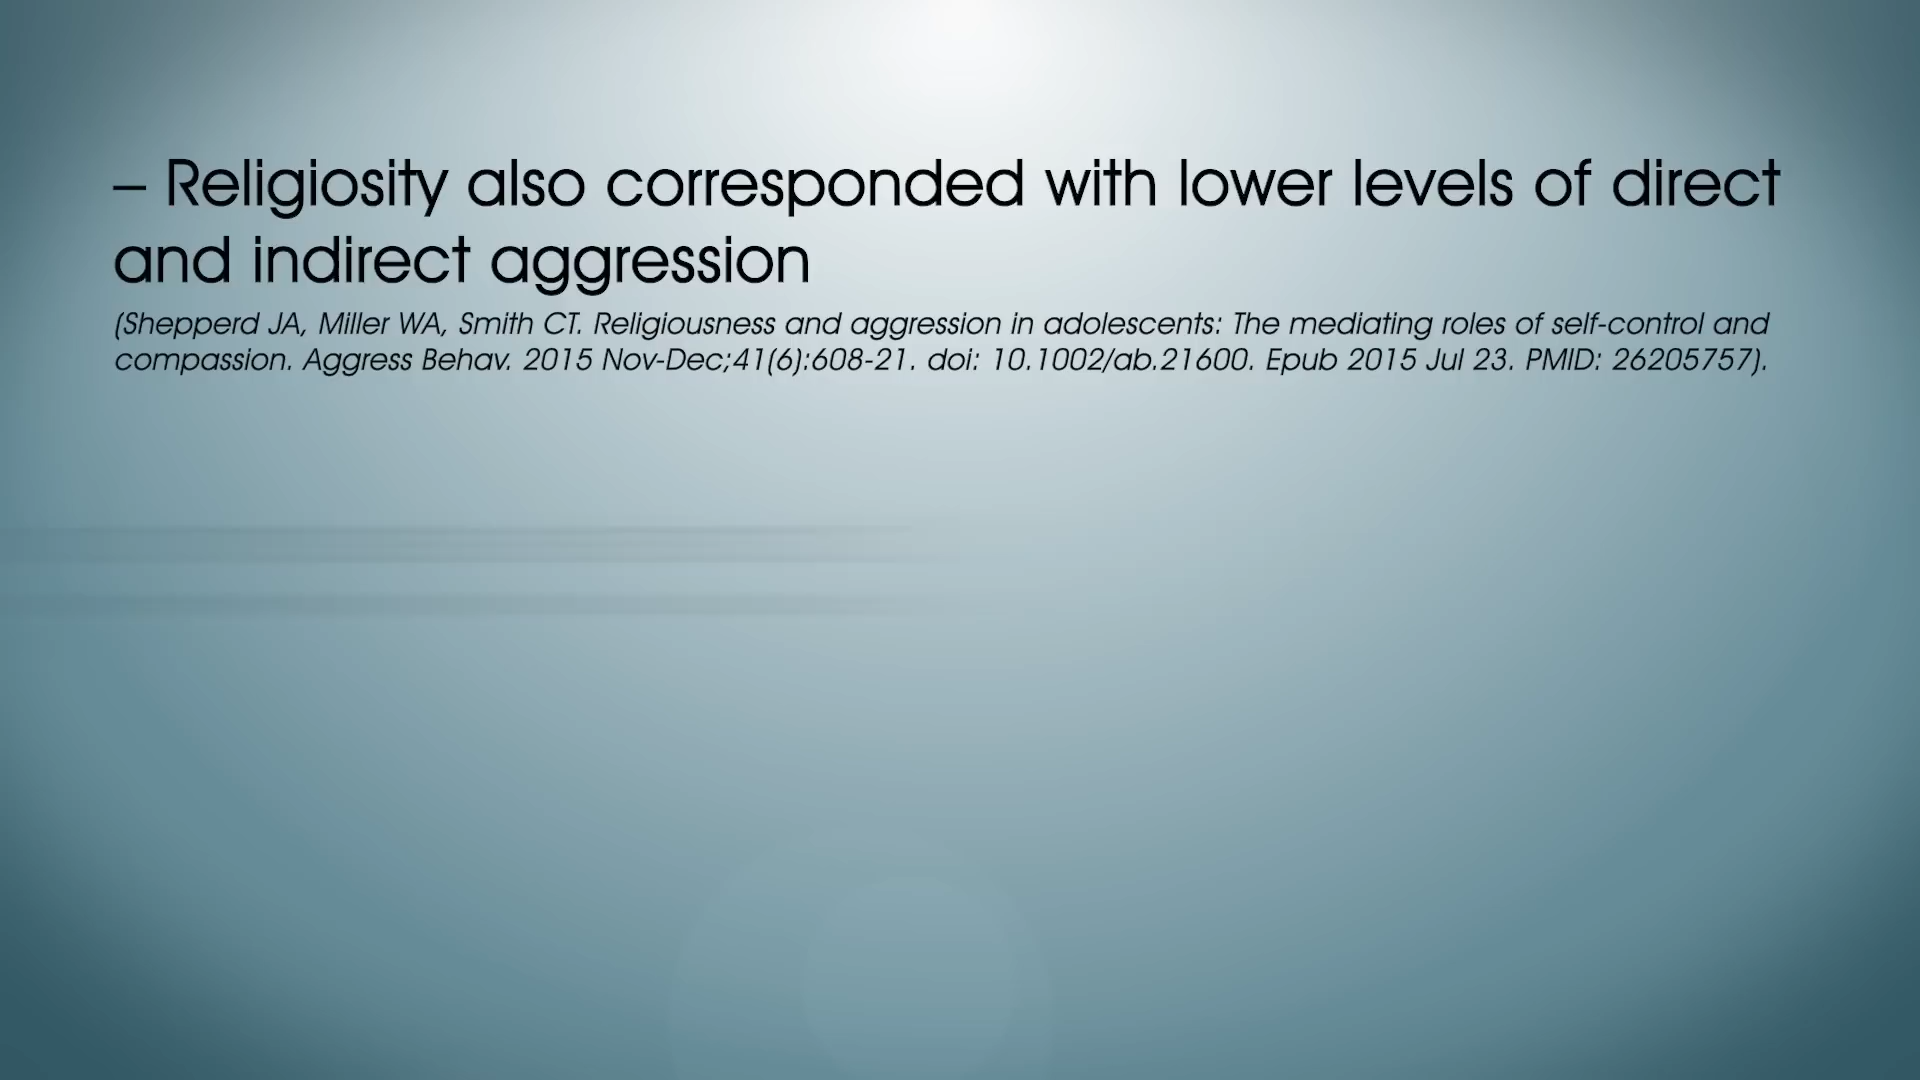 – Religiosity also corresponded with lower levels of direct
and indirect aggression
(Shepperd JA, Miller WA, Smith CT. Religiousness and aggression in adolescents: The mediating roles of self-control and
compassion. Aggress Behav. 2015 Nov-Dec;41(6):608-21. doi: 10.1002/ab.21600. Epub 2015 Jul 23. PMID: 26205757).